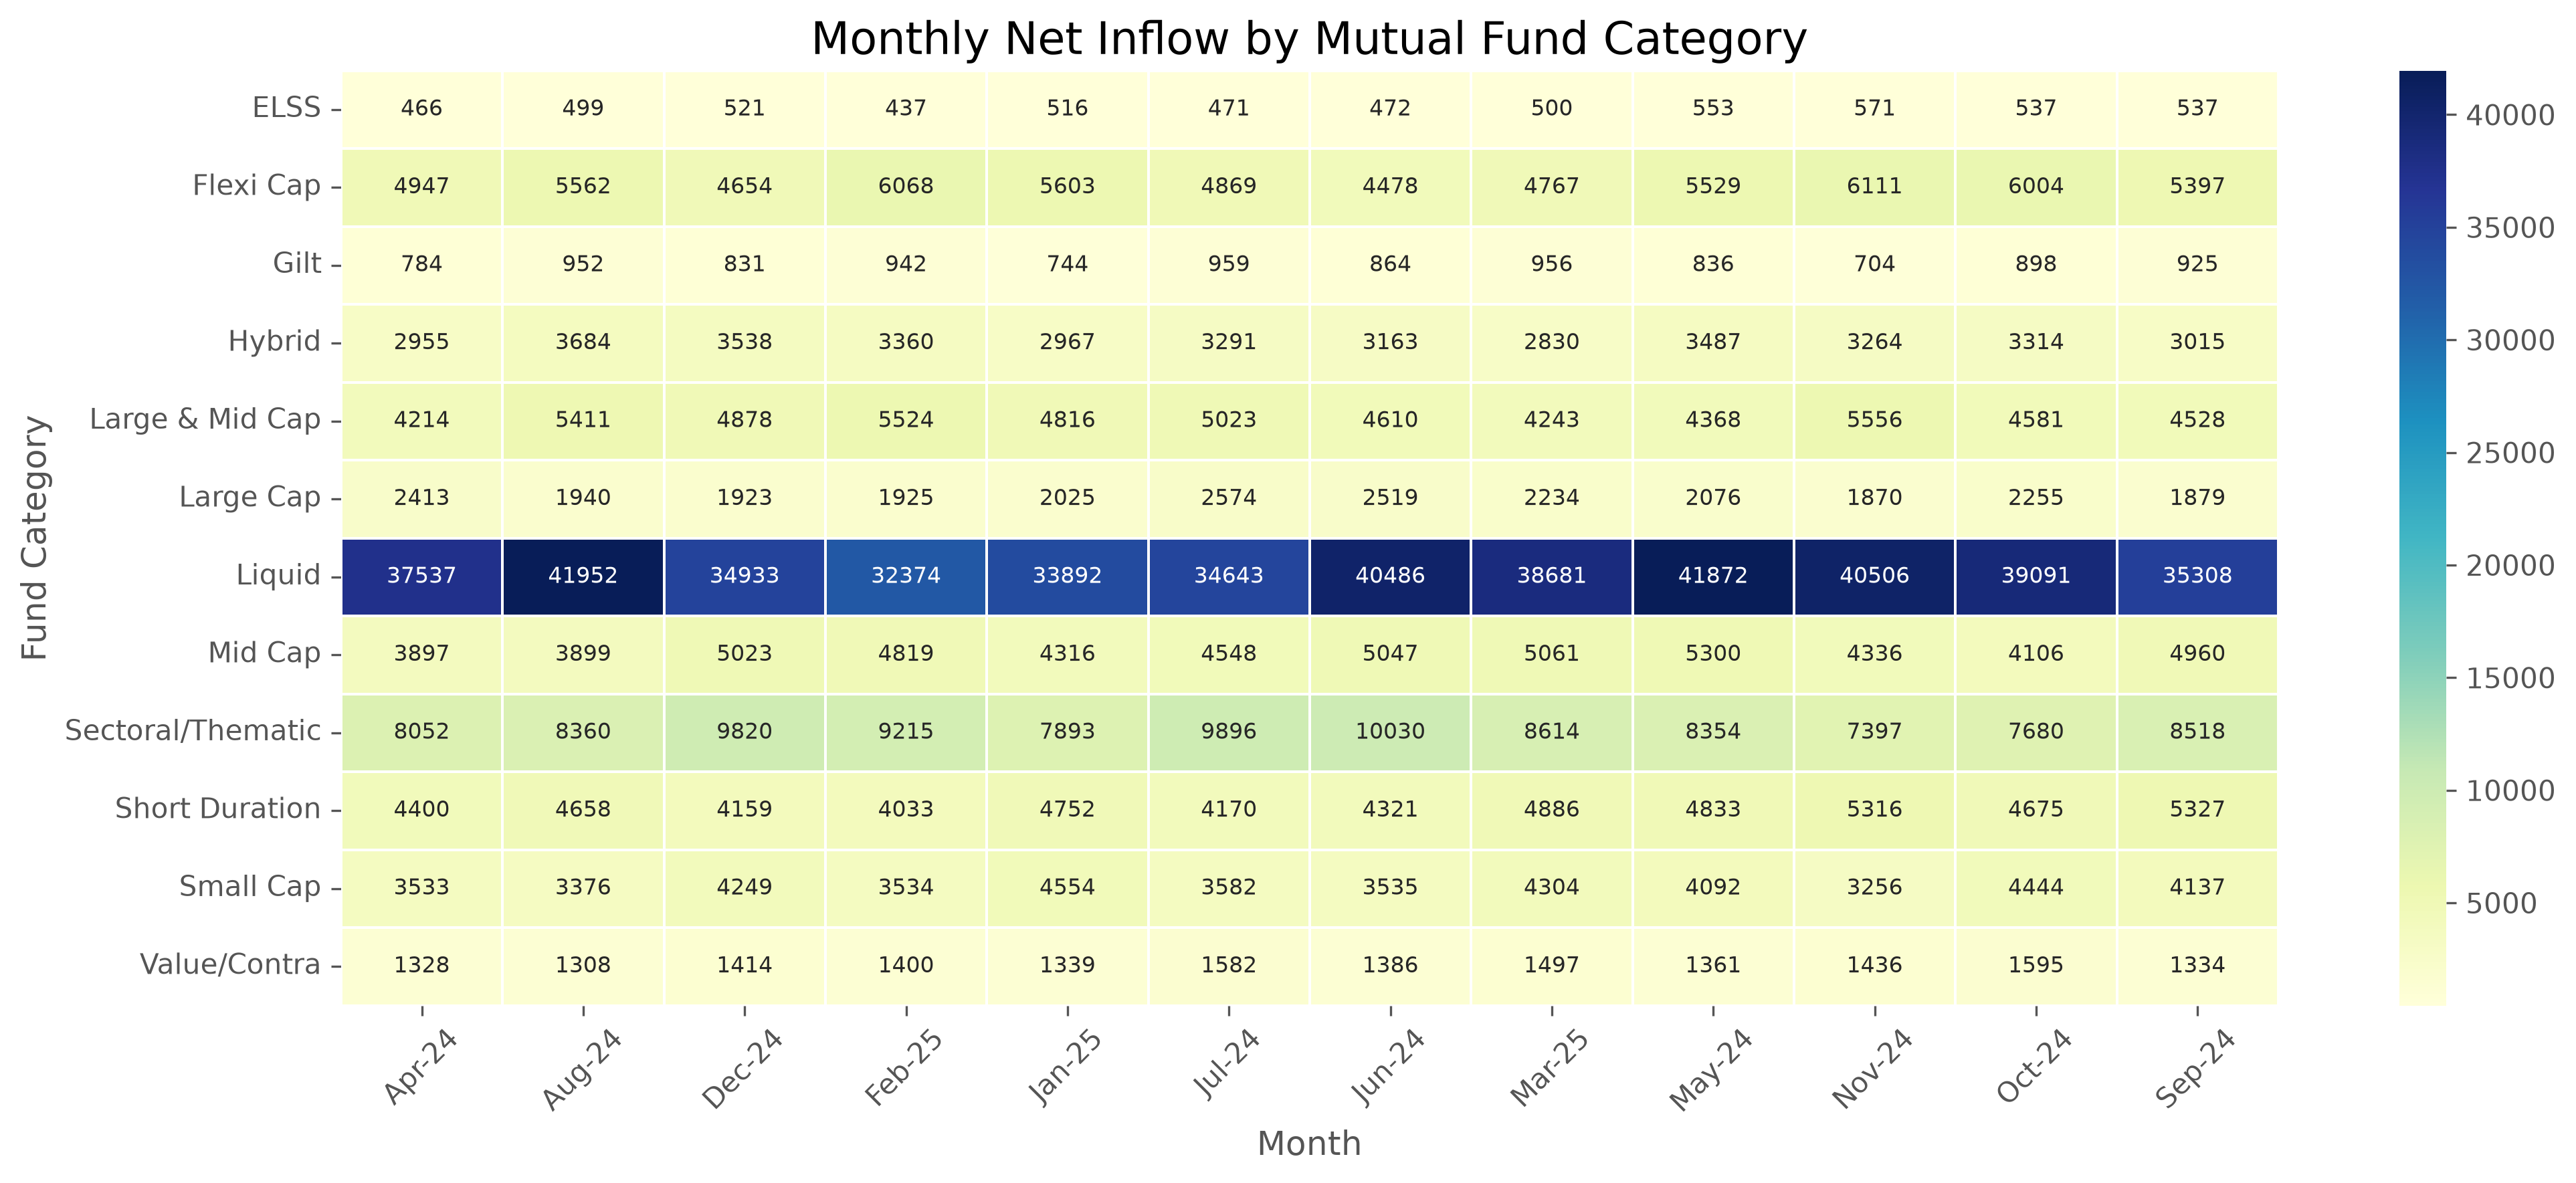 Monthly Net Inflow by Mutual Fund Category
Fund Category
ELSS 466 499 521 437 516 471 472 500 553 571 537 537
Flexi Cap 4947 5562 4654 6068 5603 4869 4478 4767 5529 6111 6004 5397
Gilt 784 952 831 942 744 959 864 956 836 704 898 925
Hybrid 2955 3684 3538 3360 2967 3291 3163 2830 3487 3264 3314 3015
Large & Mid Cap 4214 5411 4878 5524 4816 5023 4610 4243 4368 5556 4581 4528
Large Cap 2413 1940 1923 1925 2025 2574 2519 2234 2076 1870 2255 1879
Liquid 37537 41952 34933 32374 33892 34643 40486 38681 41872 40506 39091 35308
Mid Cap 3897 3899 5023 4819 4316 4548 5047 5061 5300 4336 4106 4960
Sectoral/Thematic 8052 8360 9820 9215 7893 9896 10030 8614 8354 7397 7680 8518
Short Duration 4400 4658 4159 4033 4752 4170 4321 4886 4833 5316 4675 5327
Small Cap 3533 3376 4249 3534 4554 3582 3535 4304 4092 3256 4444 4137
Value/Contra 1328 1308 1414 1400 1339 1582 1386 1497 1361 1436 1595 1334
Apr-24 Aug-24 Dec-24 Feb-25 Jan-25 Jul-24 Jun-24 Mar-25 May-24 Nov-24 Oct-24 Sep-24
Month
40000
35000
30000
25000
20000
15000
10000
5000